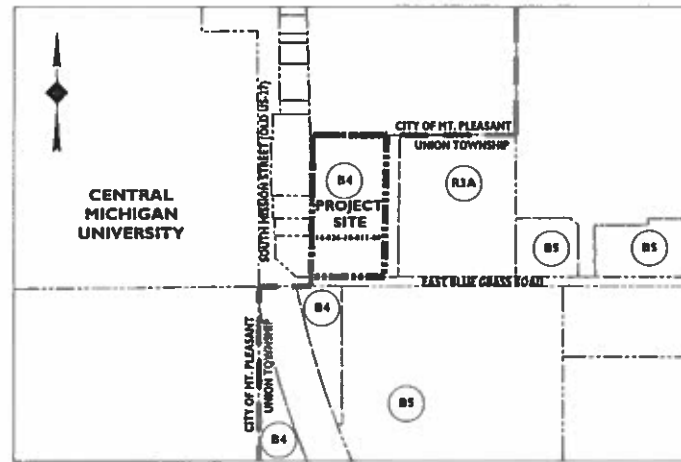 CITY OF MT. PLEASANT
UNION TOWNSHIP
SOUTH MISSION STREET (OLD US-27)
B4
R3A
PROJECT
SITE
CENTRAL
MICHIGAN
UNIVERSITY
B5
B5
EAST BLUE GRASS ROAD
B4
CITY OF MT. PLEASANT
UNION TOWNSHIP
B5
B4